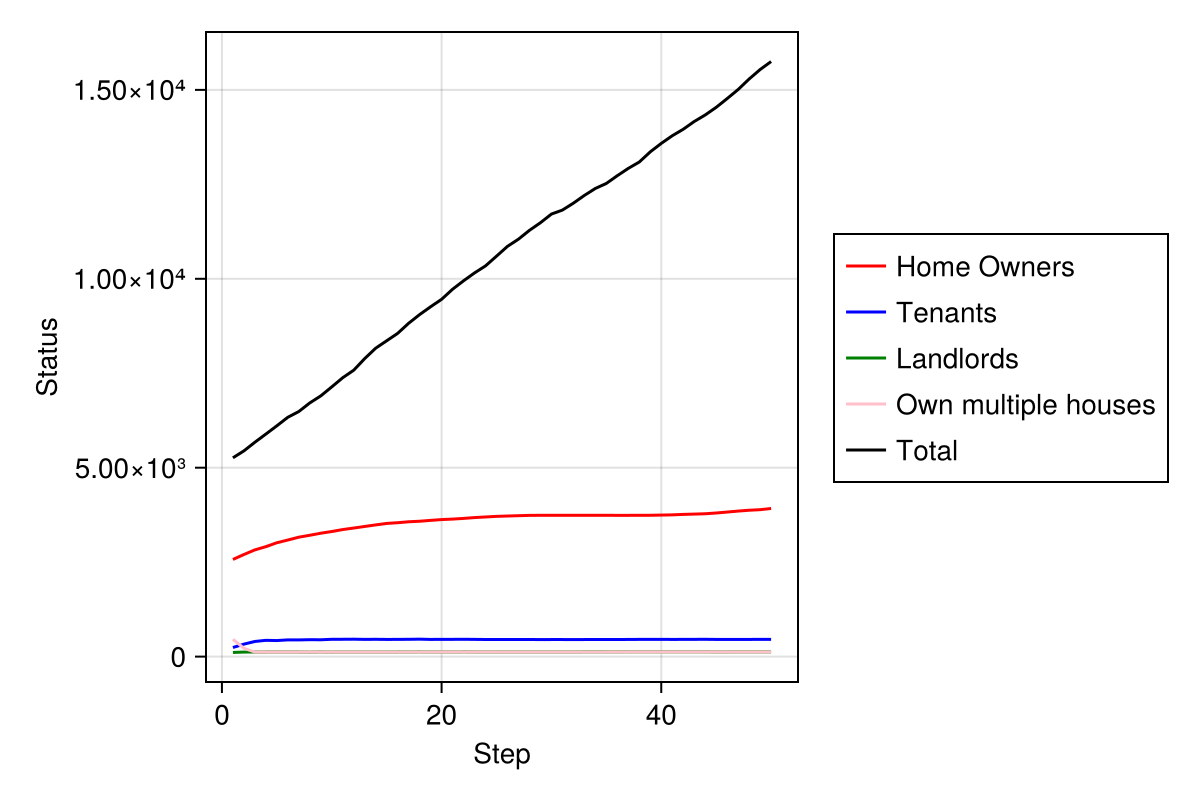 1.50×10⁴
1.00×10⁴
5.00×10³
0
Status
0 20 40
Step
Home Owners
Tenants
Landlords
Own multiple houses
Total